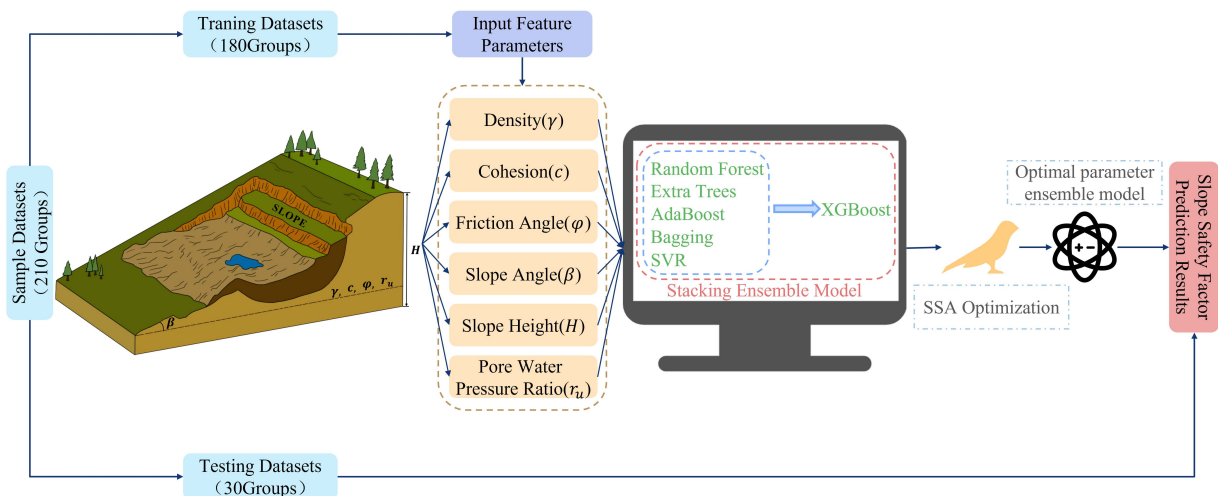 Sample Datasets
(210 Groups)
Traning Datasets
（180Groups）
Input Feature
Parameters
SLOPE
H
γ, c, φ, r_u
β
Density(γ)
Cohesion(c)
Friction Angle(φ)
Slope Angle(β)
Slope Height(H)
Pore Water
Pressure Ratio(r_u)
Random Forest
Extra Trees
AdaBoost
Bagging
SVR
XGBoost
Stacking Ensemble Model
SSA Optimization
Optimal parameter
ensemble model
+ -
Slope Safety Factor
Prediction Results
Testing Datasets
（30Groups）